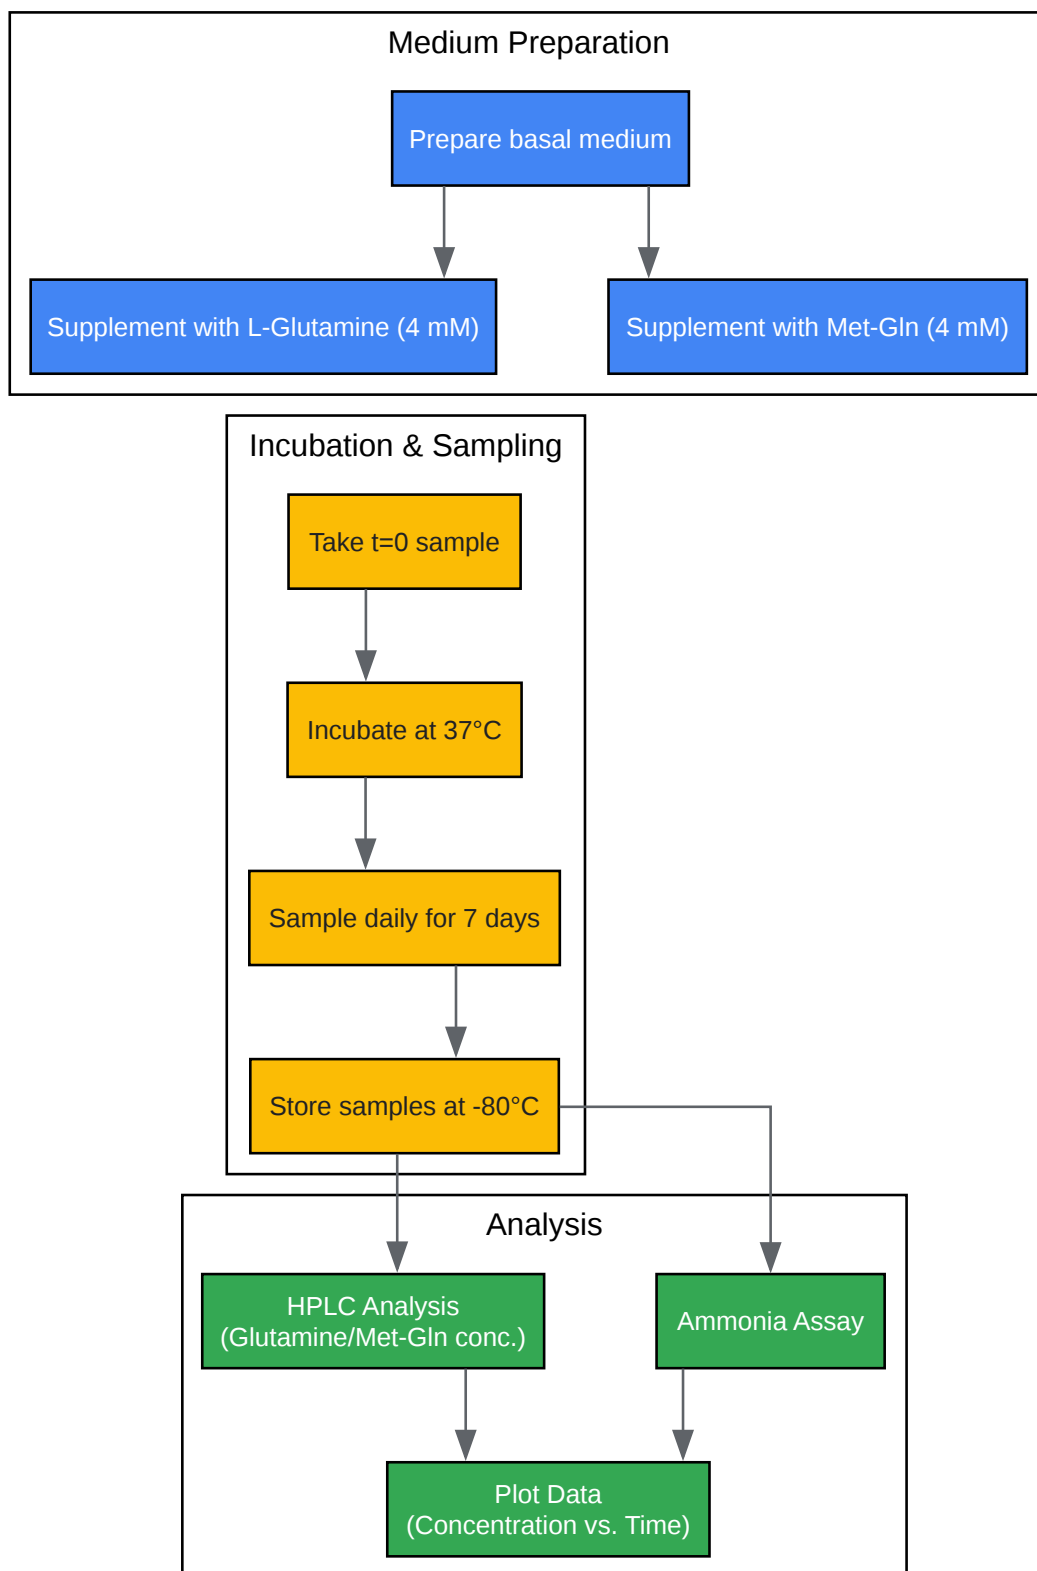 Medium Preparation
Prepare basal medium
Supplement with L-Glutamine (4 mM)
Supplement with Met-Gln (4 mM)
Incubation & Sampling
Take t=0 sample
Incubate at 37°C
Sample daily for 7 days
Store samples at -80°C
Analysis
HPLC Analysis
(Glutamine/Met-Gln conc.)
Ammonia Assay
Plot Data
(Concentration vs. Time)